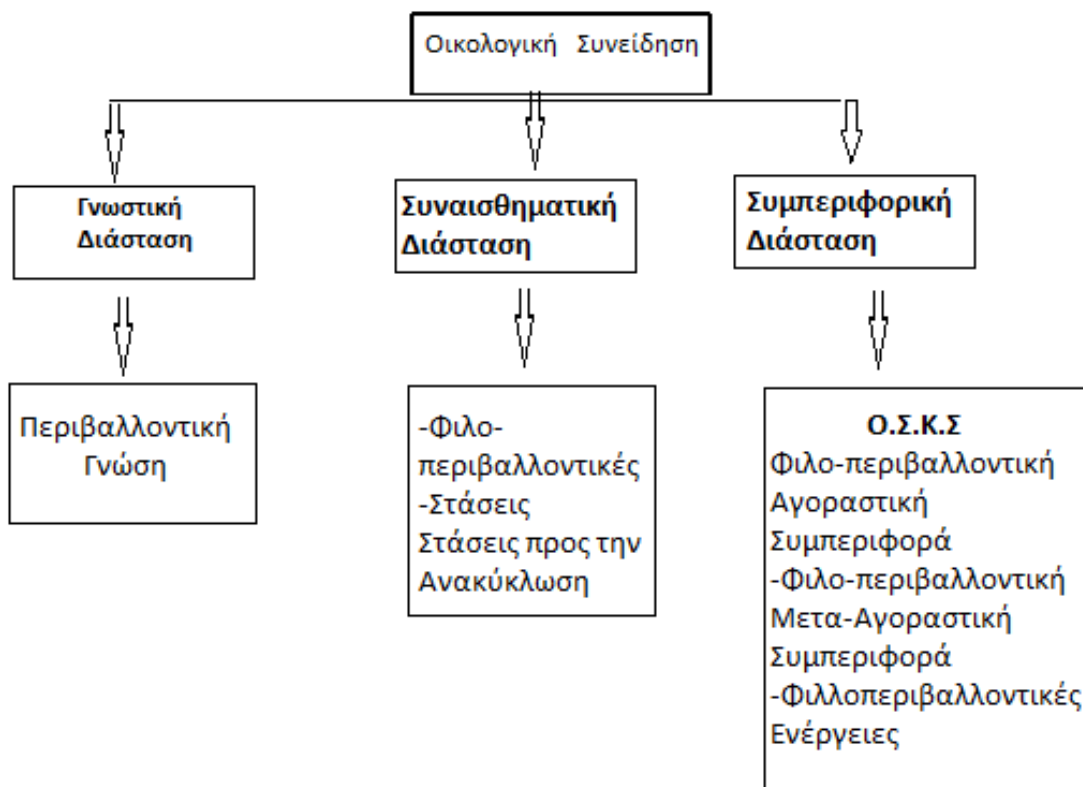 Οικολογική Συνείδηση
Γνωστική
Διάσταση
Συναισθηματική
Διάσταση
Συμπεριφορική
Διάσταση
Περιβαλλοντική
Γνώση
-Φιλο-
περιβαλλοντικές
-Στάσεις
Στάσεις προς την
Ανακύκλωση
Ο.Σ.Κ.Σ
Φιλο-περιβαλλοντική
Αγοραστική
Συμπεριφορά
-Φιλο-περιβαλλοντική
Μετα-Αγοραστική
Συμπεριφορά
-Φιλλοπεριβαλλοντικές
Ενέργειες